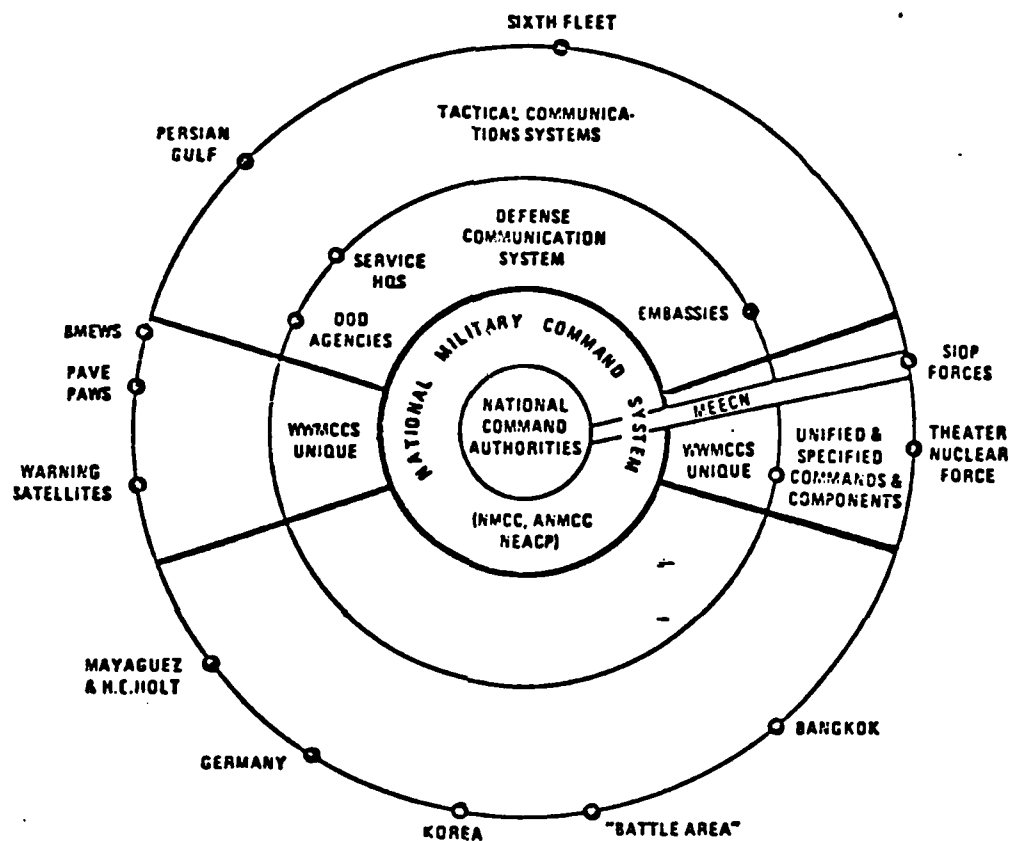 SIXTH FLEET
TACTICAL COMMUNICA-
TIONS SYSTEMS
PERSIAN
GULF
DEFENSE
COMMUNICATION
SYSTEM
SERVICE
HQS
DOD
AGENCIES
EMBASSIES
BMEWS
PAVE
PAWS
WARNING
SATELLITES
NATIONAL MILITARY COMMAND SYSTEM
NATIONAL
COMMAND
AUTHORITIES
(NMCC, ANMCC
NEACP)
WWMCCS
UNIQUE
MEECN
WWMCCS
UNIQUE
UNIFIED &
SPECIFIED
COMMANDS &
COMPONENTS
SIOP
FORCES
THEATER
NUCLEAR
FORCE
MAYAGUEZ
& H.C.HOLT
GERMANY
KOREA
"BATTLE AREA"
BANGKOK